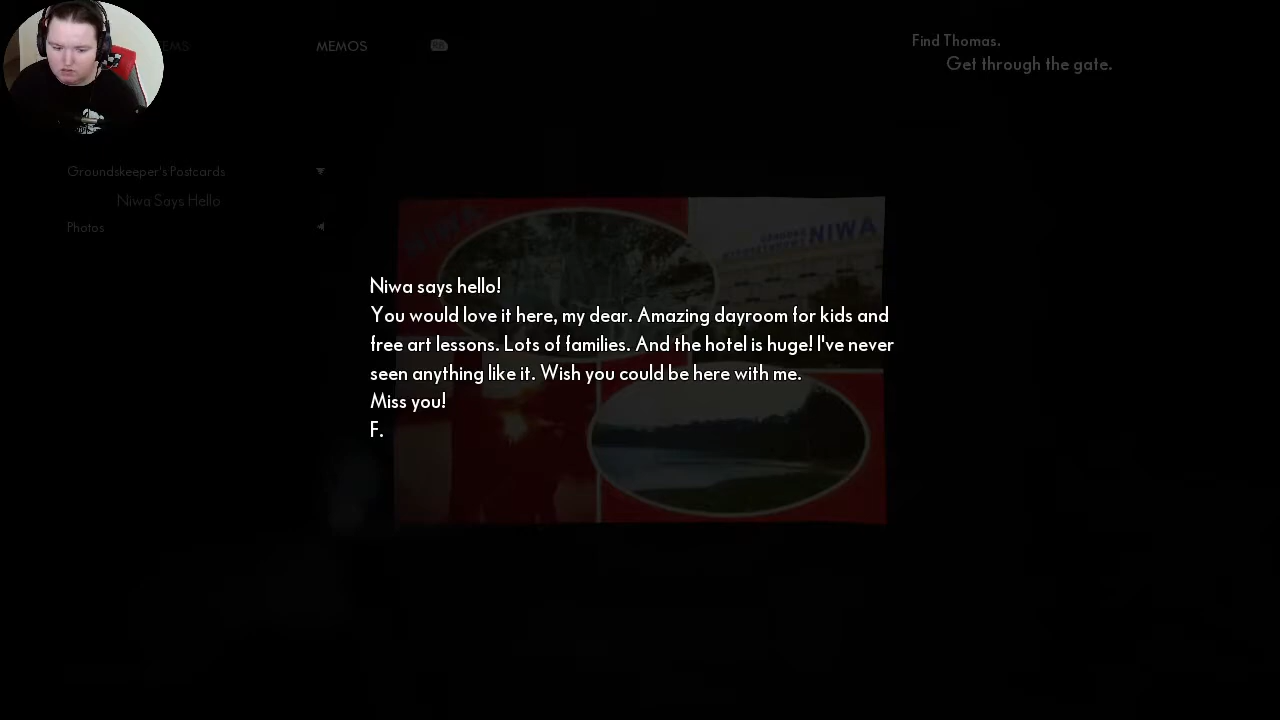 EMS
MEMOS
Find Thomas.
Get through the gate.
Groundskeeper's Postcards
Niwa Says Hello
Photos
NIWA
NIWA
Niwa says hello!
You would love it here, my dear. Amazing dayroom for kids and
free art lessons. Lots of families. And the hotel is huge! I've never
seen anything like it. Wish you could be here with me.
Miss you!
F.